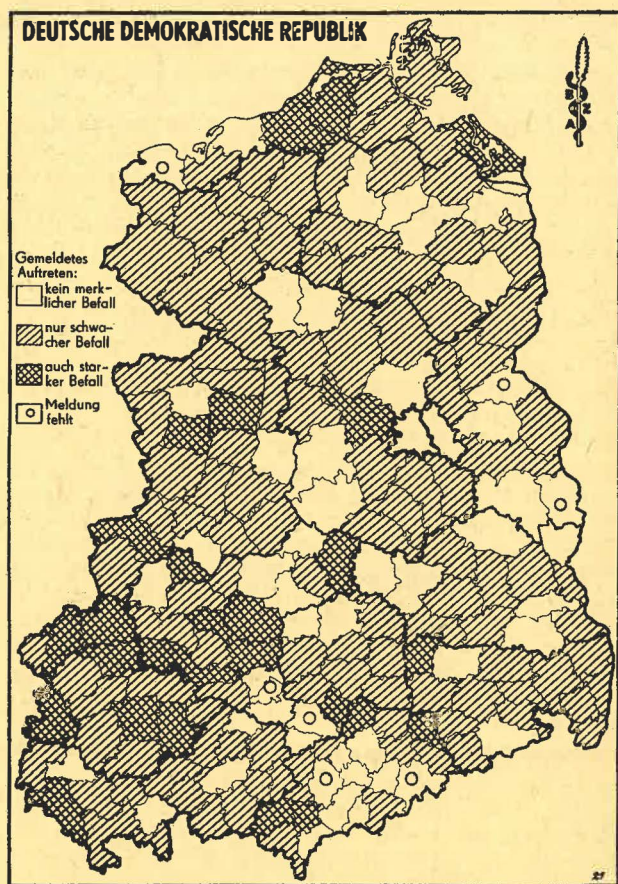 DEUTSCHE DEMOKRATISCHE REPUBLIK
Gemeldetes
Auftreten:
kein merk-
licher Befall
nur schwa-
cher Befall
auch star-
ker Befall
Meldung
fehlt